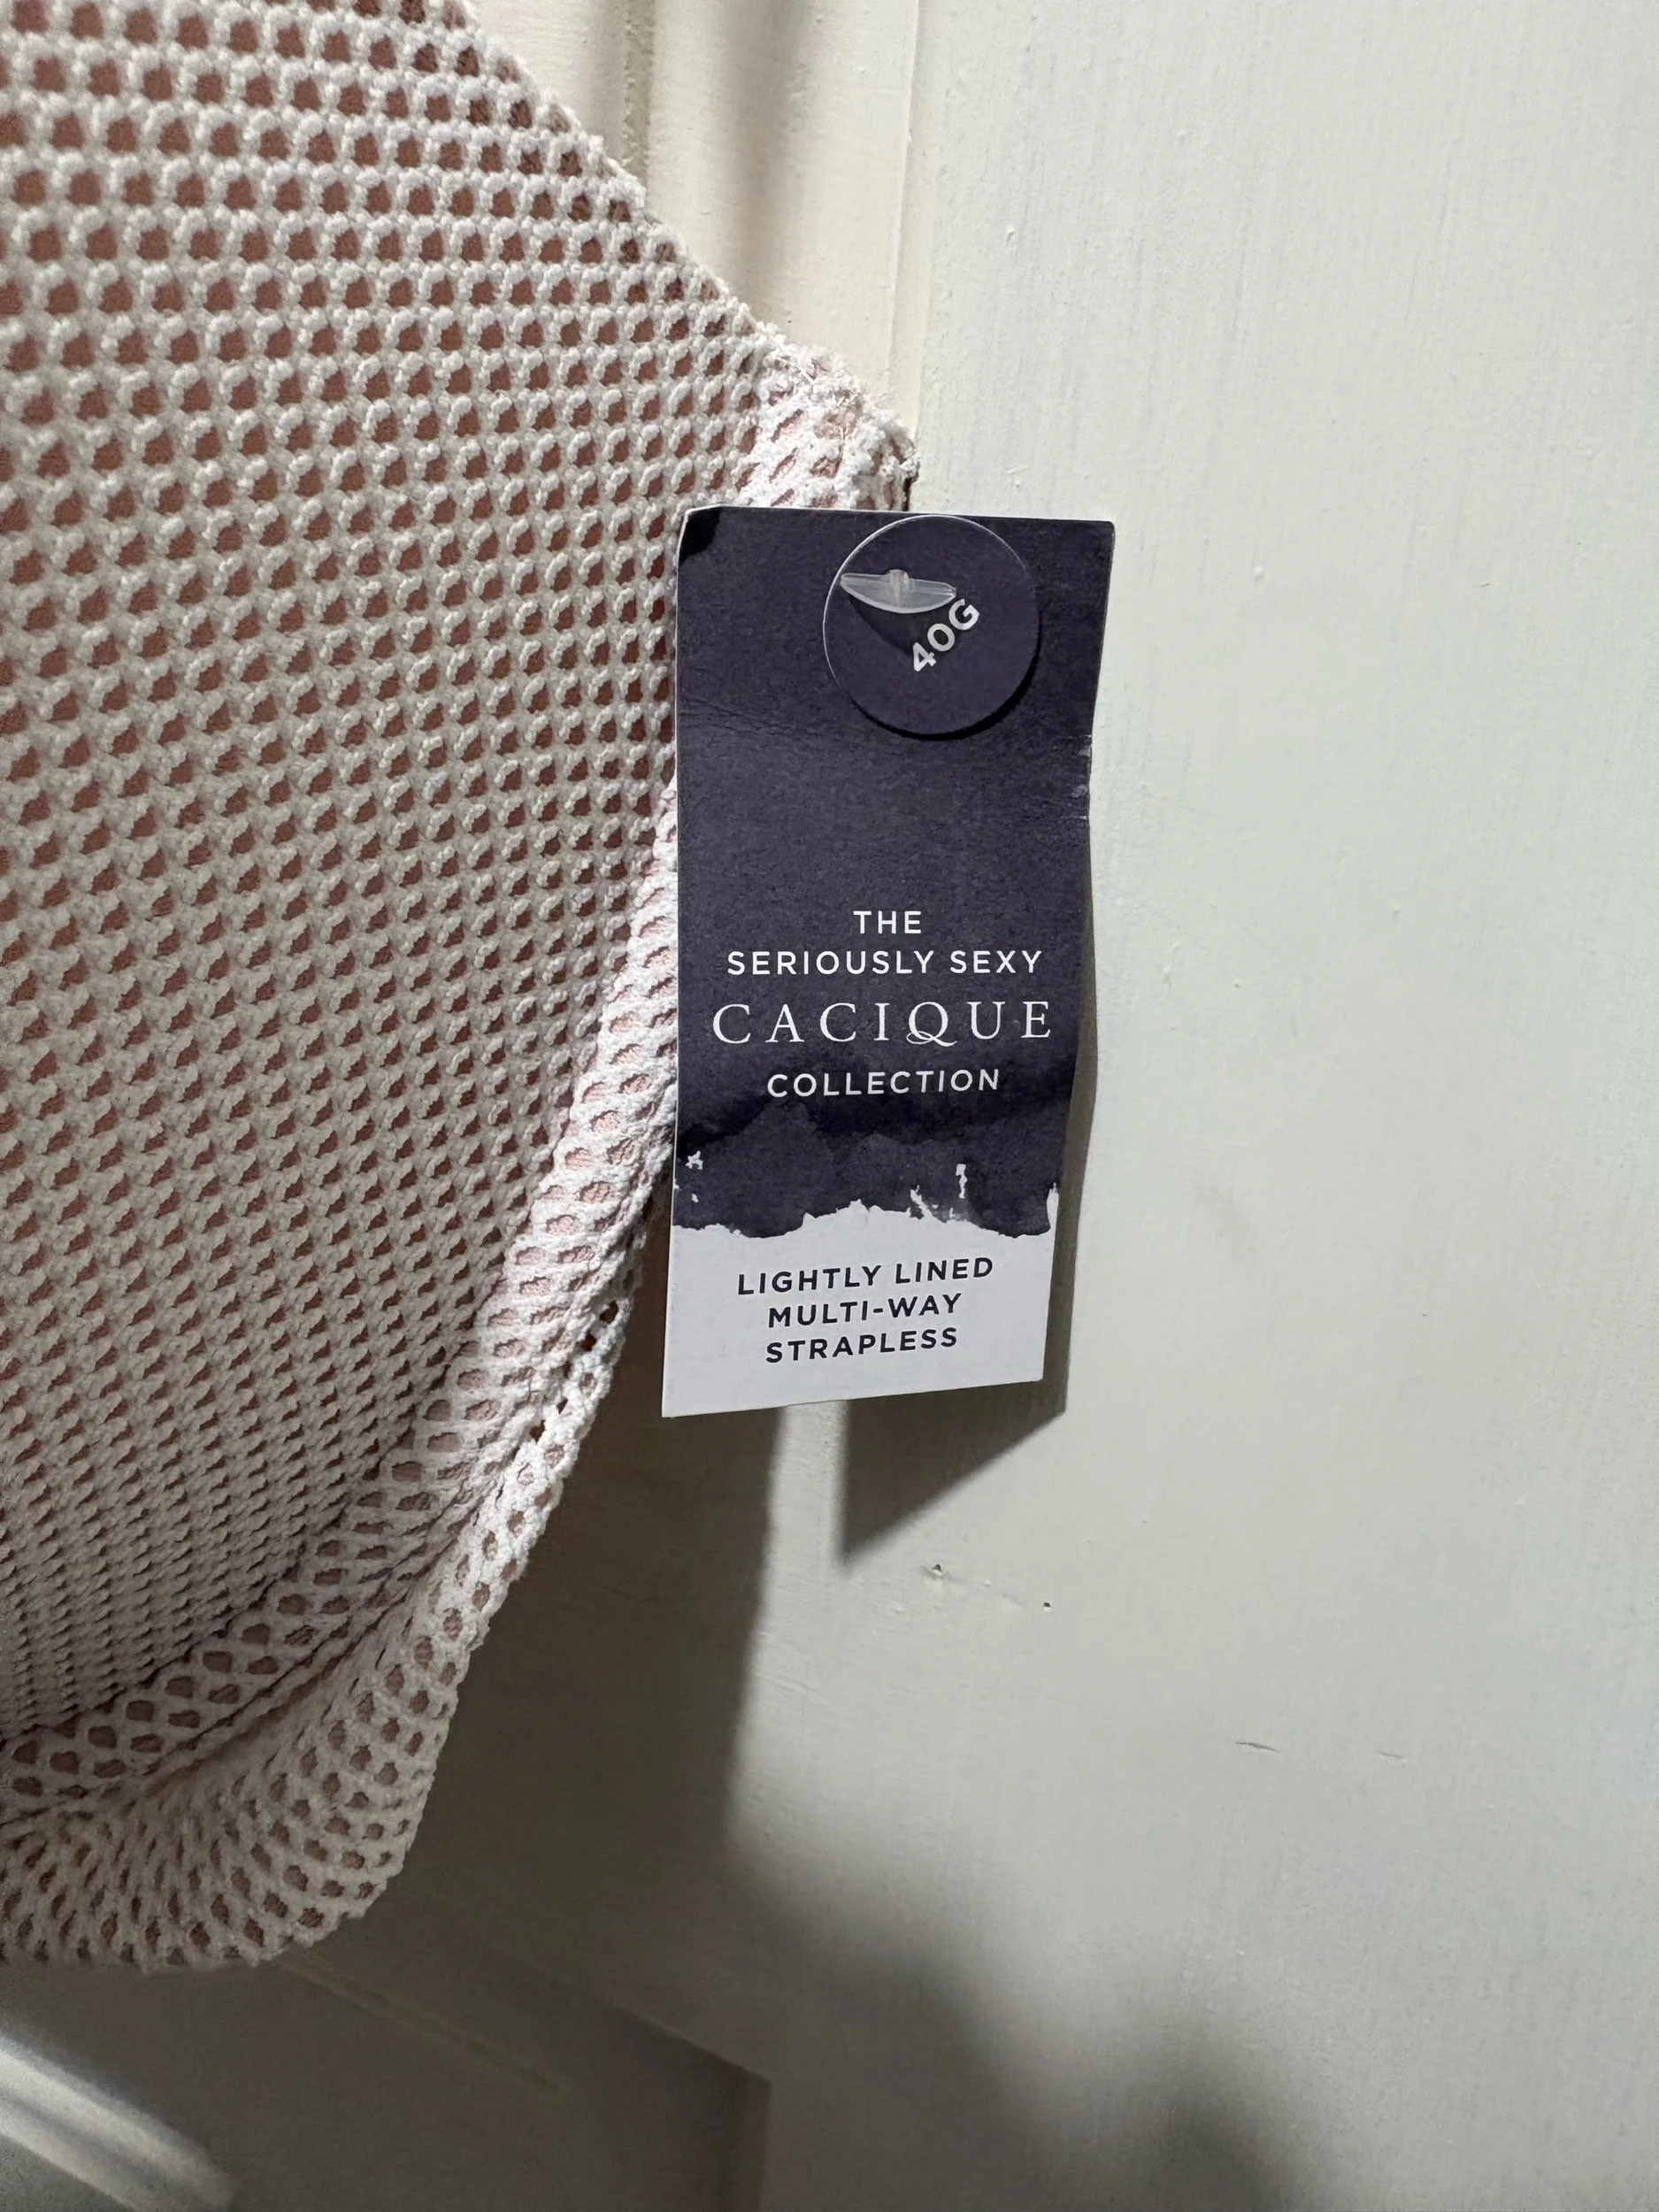 40G
THE
SERIOUSLY SEXY
CACIQUE
COLLECTION
LIGHTLY LINED
MULTI-WAY
STRAPLESS